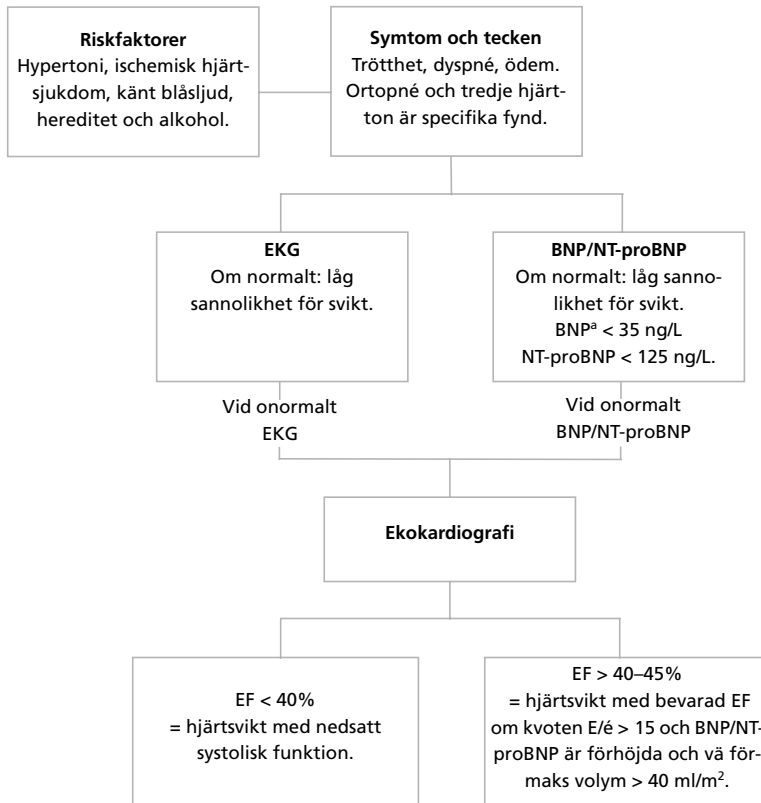 Riskfaktorer
Hypertoni, ischemisk hjärt-
sjukdom, känt blåsljud,
hereditet och alkohol.
Symtom och tecken
Trötthet, dyspné, ödem.
Ortopné och tredje hjärt-
ton är specifika fynd.
EKG
Om normalt: låg
sannolikhet för svikt.
BNP/NT-proBNP
Om normalt: låg sanno-
likhet för svikt.
BNPᵃ < 35 ng/L
NT-proBNP < 125 ng/L.
Vid onormalt
EKG
Vid onormalt
BNP/NT-proBNP
Ekokardiografi
EF < 40%
= hjärtsvikt med nedsatt
systolisk funktion.
EF > 40–45%
= hjärtsvikt med bevarad EF
om kvoten E/é > 15 och BNP/NT-
proBNP är förhöjda och vä för-
maks volym > 40 ml/m².